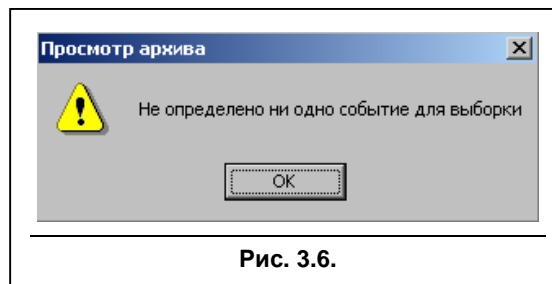 Просмотр архива
Не определено ни одно событие для выборки
OK
Рис. 3.6.